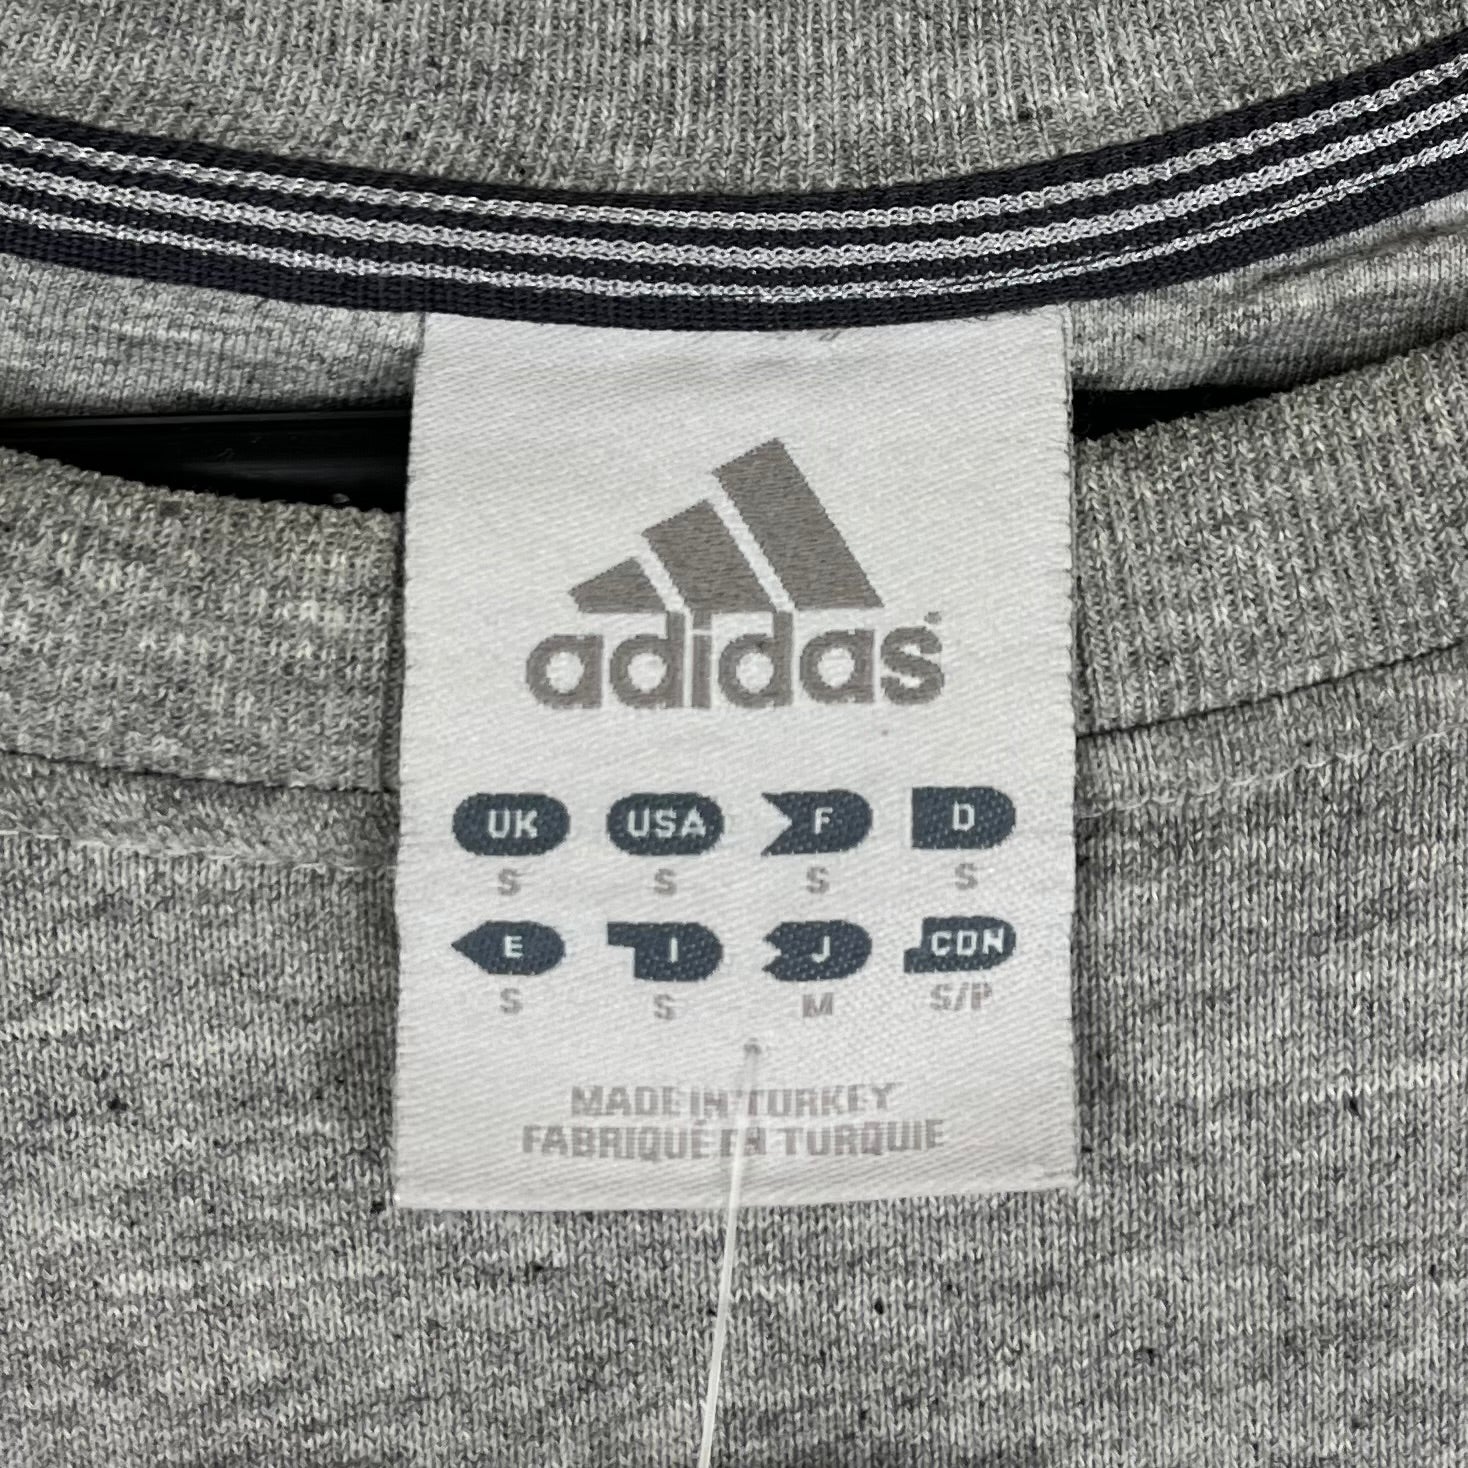 adidas
UK USA F D
S S S S
E I J CDN
S S M S/P
MADE IN TURKEY
FABRIQUÉ EN TURQUIE